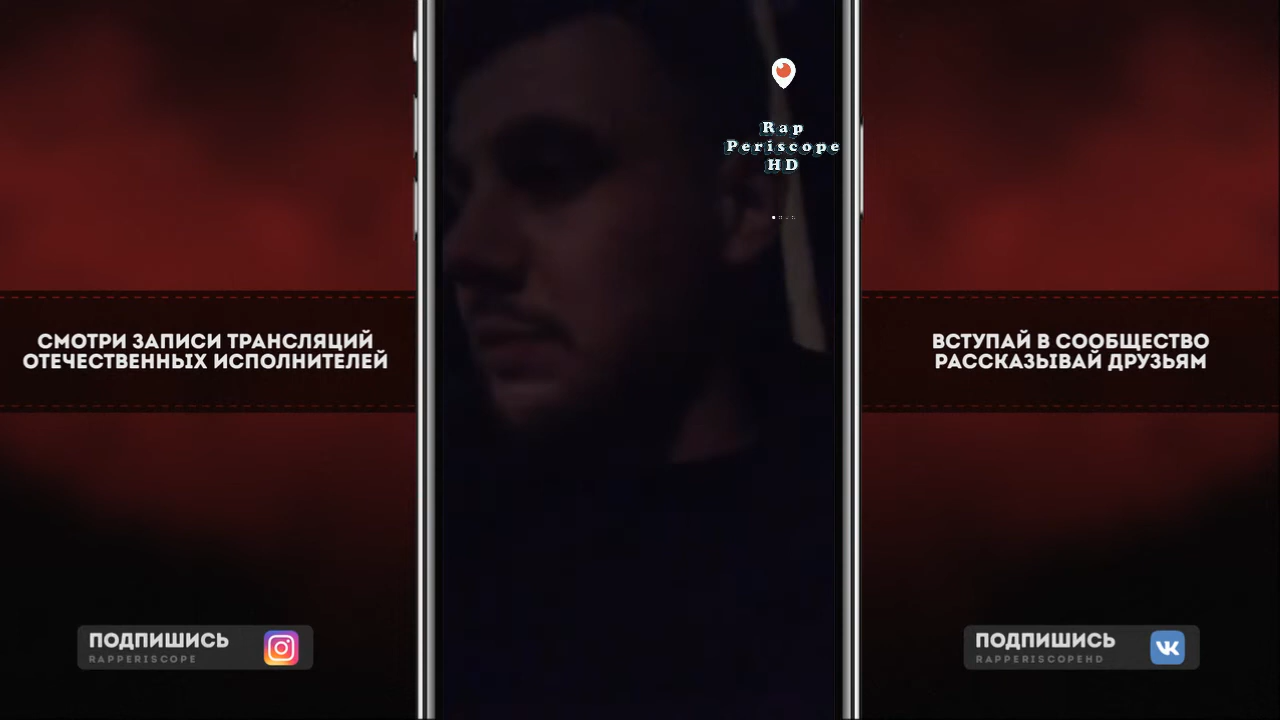 Rap
Periscope
HD
СМОТРИ ЗАПИСИ ТРАНСЛЯЦИЙ
ОТЕЧЕСТВЕННЫХ ИСПОЛНИТЕЛЕЙ
ВСТУПАЙ В СООБЩЕСТВО
РАССКАЗЫВАЙ ДРУЗЬЯМ
ПОДПИШИСЬ
RAPPERISCOPE
ПОДПИШИСЬ
RAPPERISCOPEHD